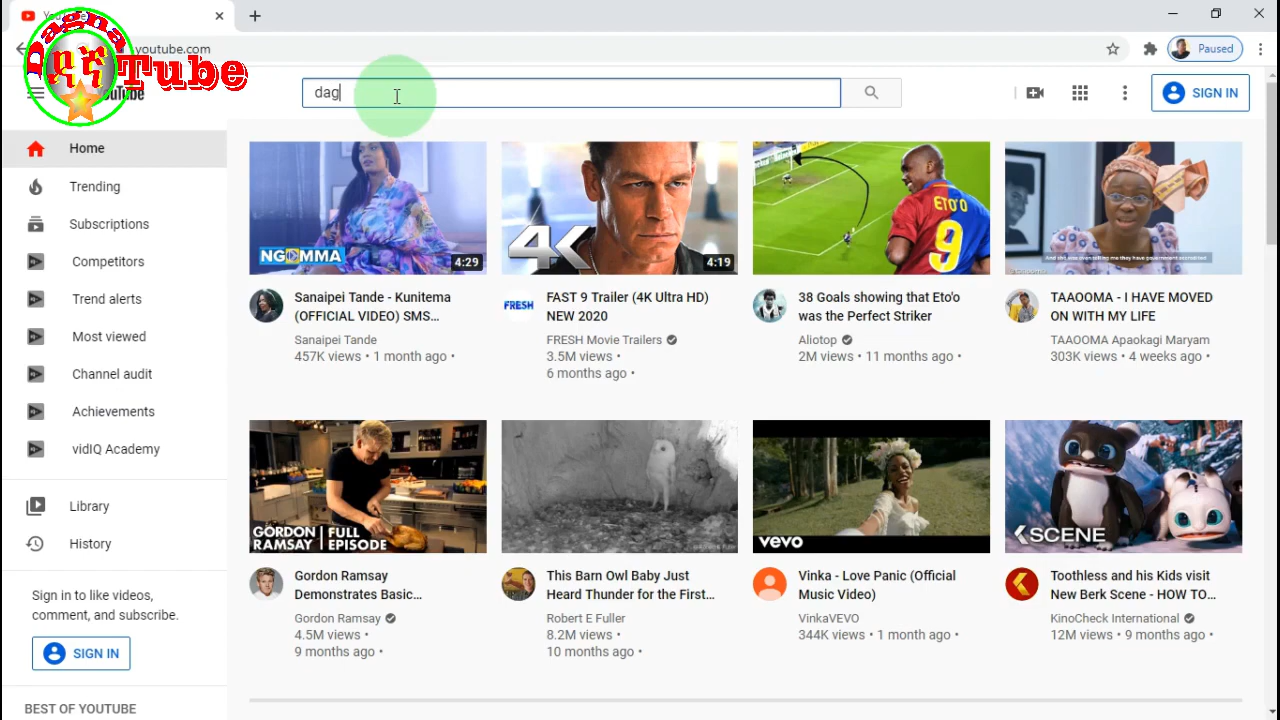 YouTube
youtube.com
Paused
Dagna
ዳኛ
Tube
dag
SIGN IN
Home
Trending
Subscriptions
Competitors
Trend alerts
Most viewed
Channel audit
Achievements
vidIQ Academy
Library
History
Sign in to like videos,
comment, and subscribe.
SIGN IN
BEST OF YOUTUBE
4:29
Sanaipei Tande - Kunitema
(OFFICIAL VIDEO) SMS...
Sanaipei Tande
457K views • 1 month ago •
4K
4:19
FRESH
FAST 9 Trailer (4K Ultra HD)
NEW 2020
FRESH Movie Trailers
3.5M views •
6 months ago •
ETO'O
9
38 Goals showing that Eto'o
was the Perfect Striker
Aliotop
2M views • 11 months ago •
TAAOOMA - I HAVE MOVED
ON WITH MY LIFE
TAAOOMA Apaokagi Maryam
303K views • 4 weeks ago •
GORDON RAMSAY
FULL EPISODE
Gordon Ramsay
Demonstrates Basic...
Gordon Ramsay
4.5M views •
9 months ago •
This Barn Owl Baby Just
Heard Thunder for the First...
Robert E Fuller
8.2M views •
10 months ago •
vevo
Vinka - Love Panic (Official
Music Video)
VinkaVEVO
344K views • 1 month ago •
SCENE
Toothless and his Kids visit
New Berk Scene - HOW TO...
KinoCheck International
12M views • 9 months ago •